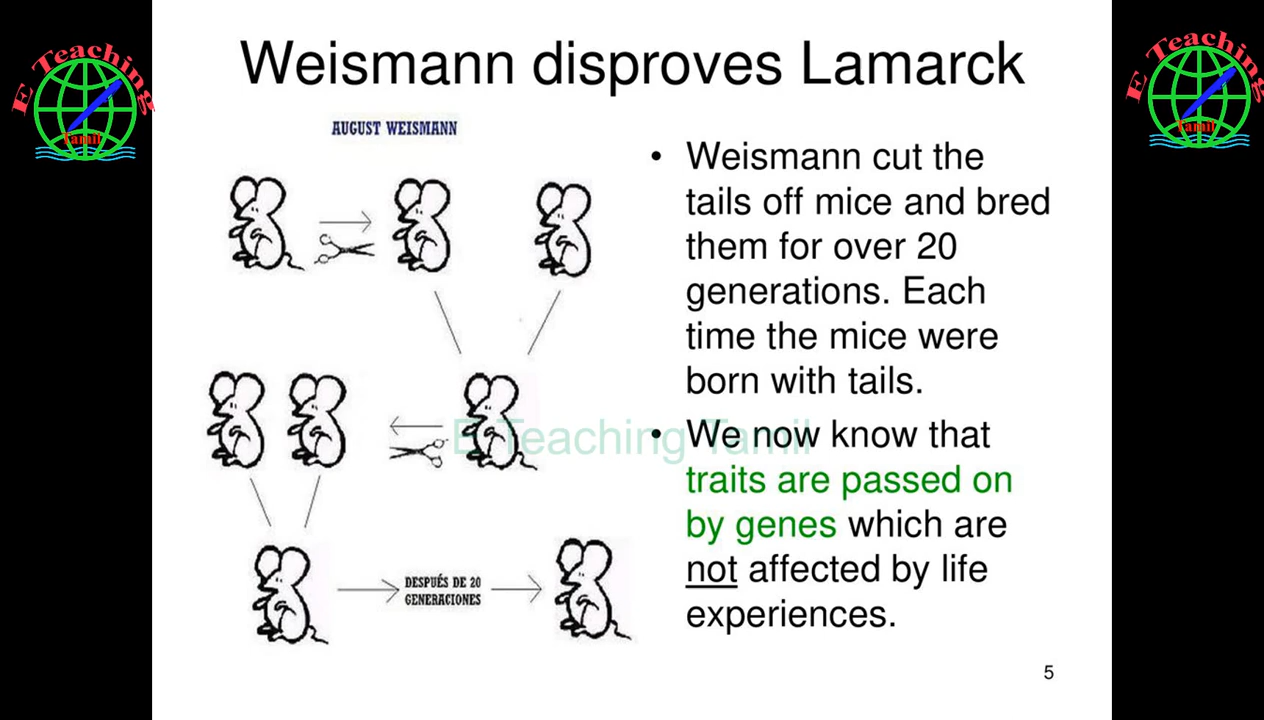 E Teaching
Tamil
E Teaching
Tamil
Weismann disproves Lamarck
AUGUST WEISMANN
• Weismann cut the
tails off mice and bred
them for over 20
generations. Each
time the mice were
born with tails.
E Teaching Tamil
• We now know that
traits are passed on
by genes which are
not affected by life
experiences.
DESPUÉS DE 20
GENERACIONES
5